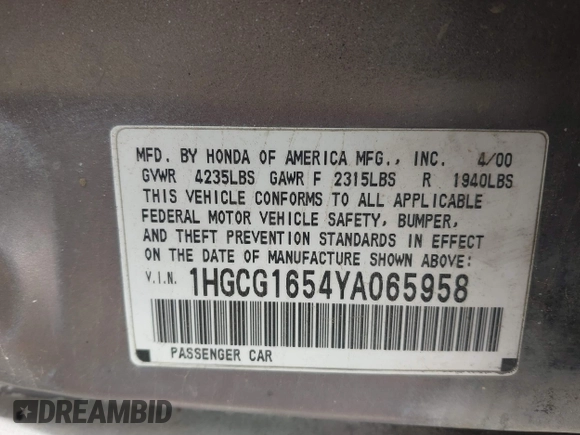 MFD. BY HONDA OF AMERICA MFG., INC. 4/00
GVWR 4235LBS GAWR F 2315LBS R 1940LBS
THIS VEHICLE CONFORMS TO ALL APPLICABLE
FEDERAL MOTOR VEHICLE SAFETY, BUMPER,
AND THEFT PREVENTION STANDARDS IN EFFECT
ON THE DATE OF MANUFACTURE SHOWN ABOVE:
V.I.N. 1HGCG1654YA065958
PASSENGER CAR
DREAMBID